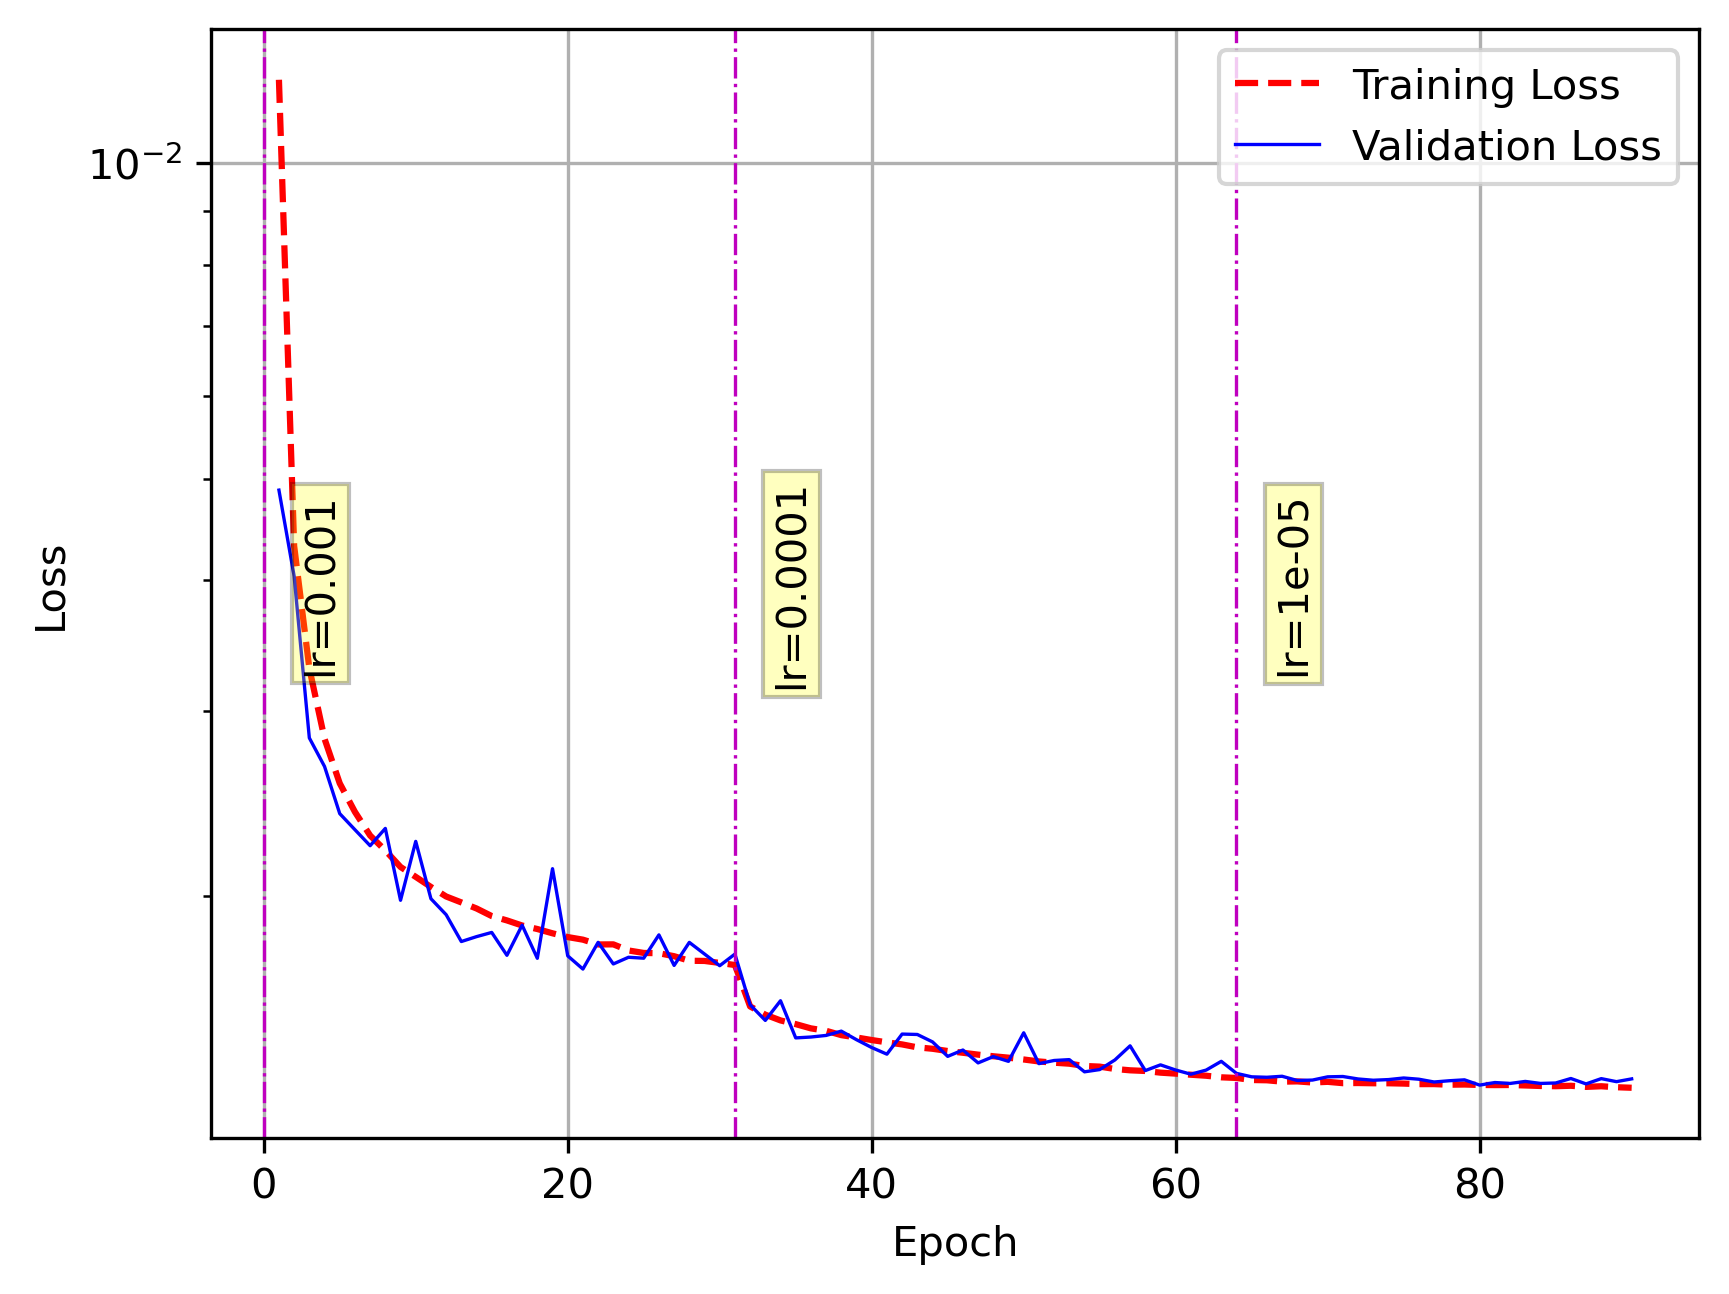 Training Loss
Validation Loss
10⁻²
Loss
lr=0.001
lr=0.0001
lr=1e-05
0 20 40 60 80
Epoch